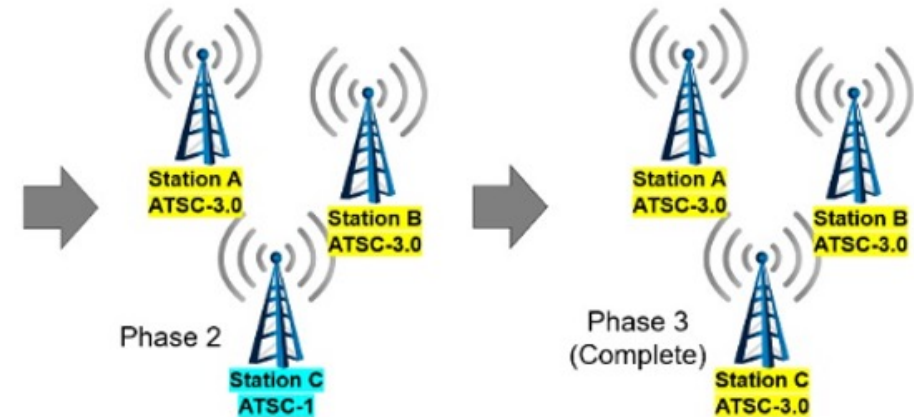 Station A
ATSC-3.0
Station B
ATSC-3.0
Phase 2
Station C
ATSC-1
Station A
ATSC-3.0
Station B
ATSC-3.0
Phase 3
(Complete)
Station C
ATSC-3.0